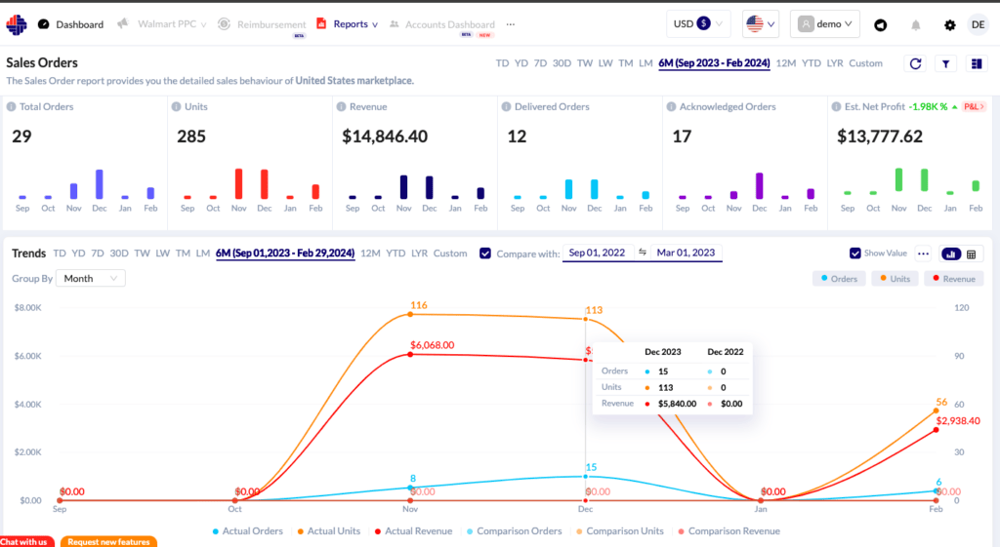 Dashboard Walmart PPC Reimbursement BETA Reports Accounts Dashboard BETA NEW ... USD $ demo DE
Sales Orders
The Sales Order report provides you the detailed sales behaviour of United States marketplace.
TD YD 7D 30D TW LW TM LM 6M (Sep 2023 - Feb 2024) 12M YTD LYR Custom
Total Orders
29
Sep Oct Nov Dec Jan Feb
Units
285
Sep Oct Nov Dec Jan Feb
Revenue
$14,846.40
Sep Oct Nov Dec Jan Feb
Delivered Orders
12
Sep Oct Nov Dec Jan Feb
Acknowledged Orders
17
Sep Oct Nov Dec Jan Feb
Est. Net Profit -1.98K % P&L >
$13,777.62
Sep Oct Nov Dec Jan Feb
Trends TD YD 7D 30D TW LW TM LM 6M (Sep 01,2023 - Feb 29,2024) 12M YTD LYR Custom Compare with: Sep 01, 2022 Mar 01, 2023 Show Value ...
Group By Month
Orders Units Revenue
$8.00K
$6.00K
$4.00K
$2.00K
$0.00
120
90
60
30
0
116
113
56
$6,068.00
$2,938.40
8
15
6
$0.00 $0.00 $0.00 $0.00 $0.00 $0.00
Dec 2023 Dec 2022
Orders 15 0
Units 113 0
Revenue $5,840.00 $0.00
Sep Oct Nov Dec Jan Feb
Actual Orders Actual Units Actual Revenue Comparison Orders Comparison Units Comparison Revenue
Chat with us Request new features